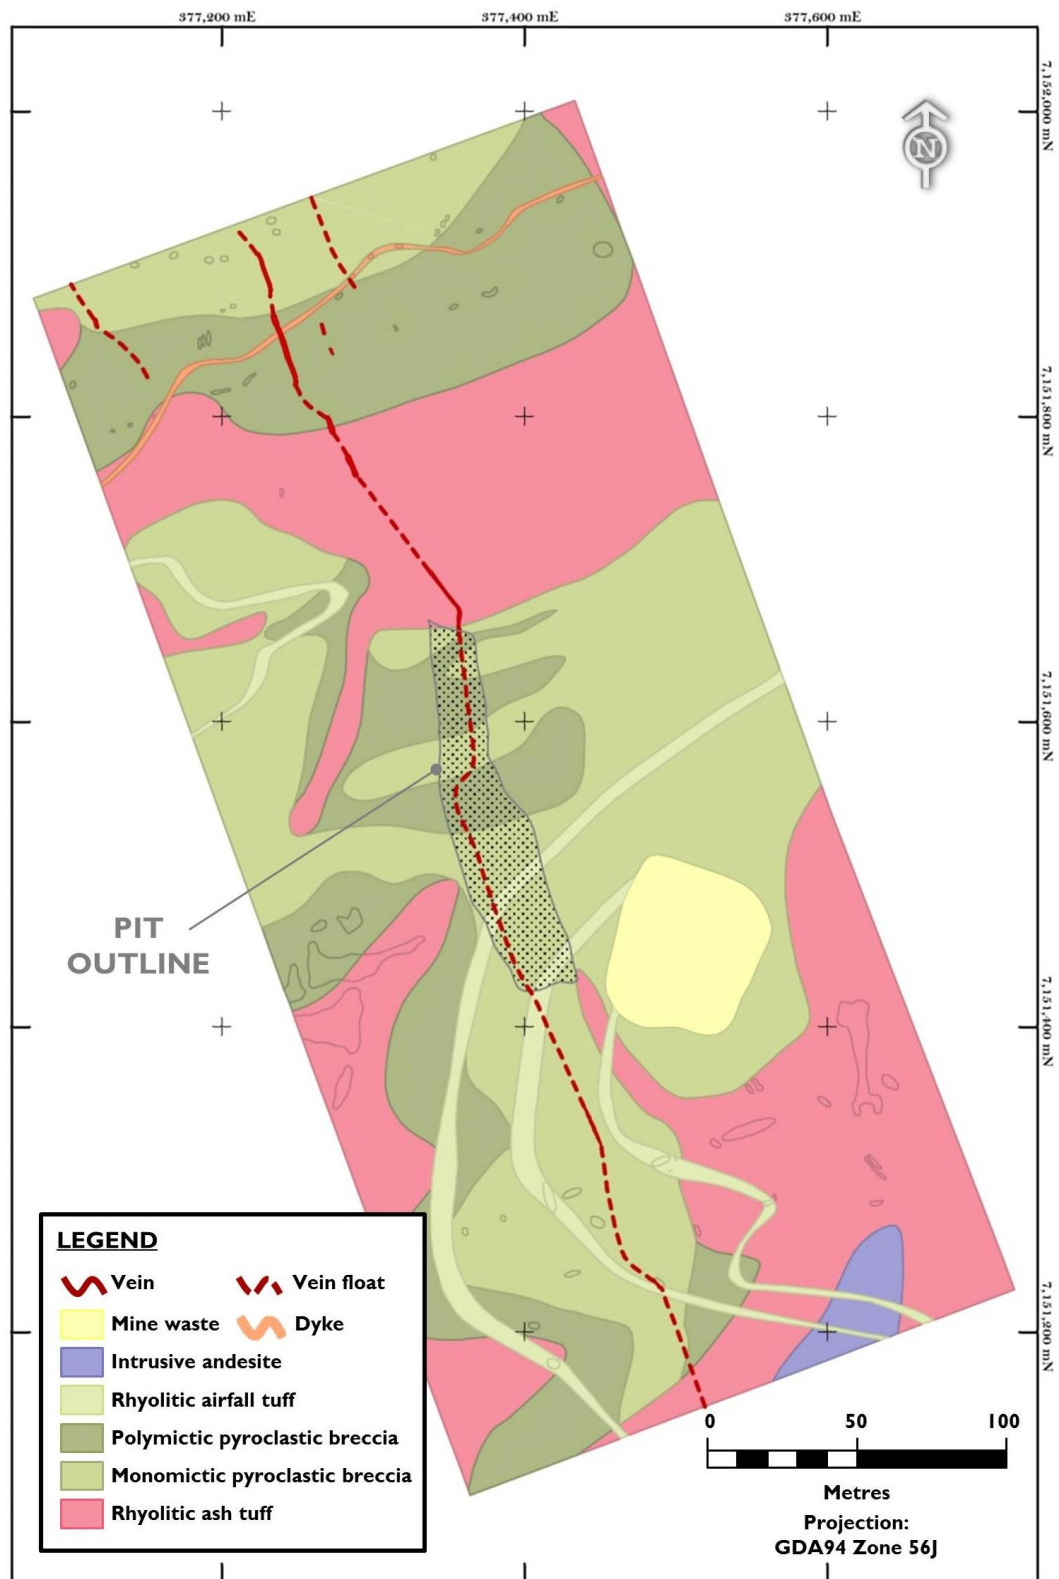 377,200 mE
377,400 mE
377,600 mE
7,152,000 mN
N
7,151,800 mN
7,151,600 mN
PIT
OUTLINE
7,151,400 mN
7,151,200 mN
LEGEND
Vein
Vein float
Mine waste
Dyke
Intrusive andesite
Rhyolitic airfall tuff
Polymictic pyroclastic breccia
Monomictic pyroclastic breccia
Rhyolitic ash tuff
0 50 100
Metres
Projection:
GDA94 Zone 56J